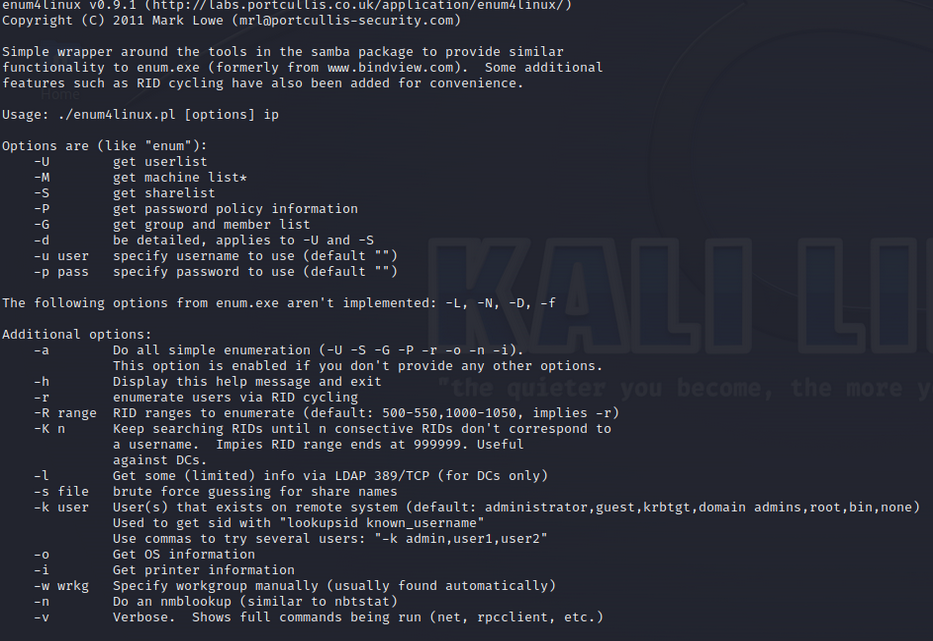 enum4linux v0.9.1 (http://labs.portcullis.co.uk/application/enum4linux/)
Copyright (C) 2011 Mark Lowe (mrl@portcullis-security.com)

Simple wrapper around the tools in the samba package to provide similar
functionality to enum.exe (formerly from www.bindview.com).  Some additional
features such as RID cycling have also been added for convenience.
Home

Usage: ./enum4linux.pl [options] ip

Options are (like "enum"):
    -U        get userlist
    -M        get machine list*
    -S        get sharelist
    -P        get password policy information
    -G        get group and member list
    -d        be detailed, applies to -U and -S
    -u user   specify username to use (default "")
    -p pass   specify password to use (default "")

The following options from enum.exe aren't implemented: -L, -N, -D, -f
KALI LI

Additional options:
    -a        Do all simple enumeration (-U -S -G -P -r -o -n -i).
              This option is enabled if you don't provide any other options.
    -h        Display this help message and exit
"the quieter you become, the more y
    -r        enumerate users via RID cycling
    -R range  RID ranges to enumerate (default: 500-550,1000-1050, implies -r)
    -K n      Keep searching RIDs until n consective RIDs don't correspond to
              a username.  Impies RID range ends at 999999. Useful
              against DCs.
    -l        Get some (limited) info via LDAP 389/TCP (for DCs only)
    -s file   brute force guessing for share names
    -k user   User(s) that exists on remote system (default: administrator,guest,krbtgt,domain admins,root,bin,none)
              Used to get sid with "lookupsid known_username"
              Use commas to try several users: "-k admin,user1,user2"
    -o        Get OS information
    -i        Get printer information
    -w wrkg   Specify workgroup manually (usually found automatically)
    -n        Do an nmblookup (similar to nbtstat)
    -v        Verbose.  Shows full commands being run (net, rpcclient, etc.)